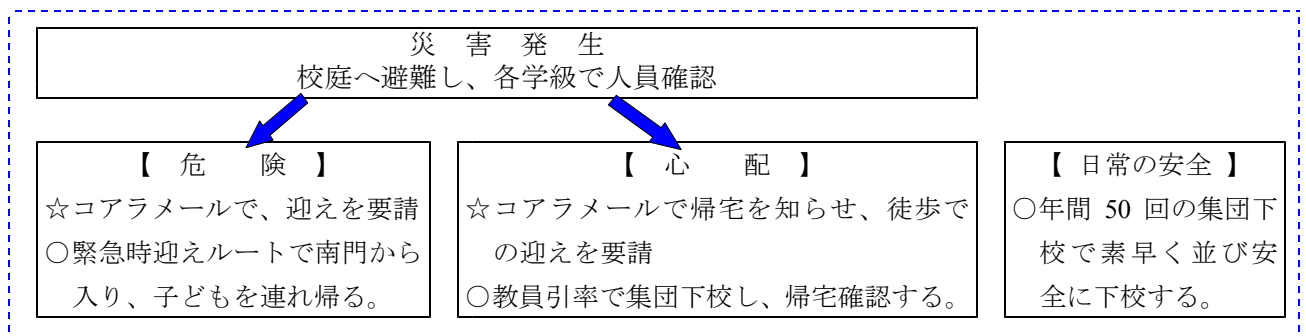 災 害 発 生
校庭へ避難し、各学級で人員確認
【 危 険 】
☆コアラメールで、迎えを要請
○緊急時迎えルートで南門から
入り、子どもを連れ帰る。
【 心 配 】
☆コアラメールで帰宅を知らせ、徒歩で
の迎えを要請
○教員引率で集団下校し、帰宅確認する。
【 日常の安全 】
○年間 50 回の集団下
校で素早く並び安
全に下校する。